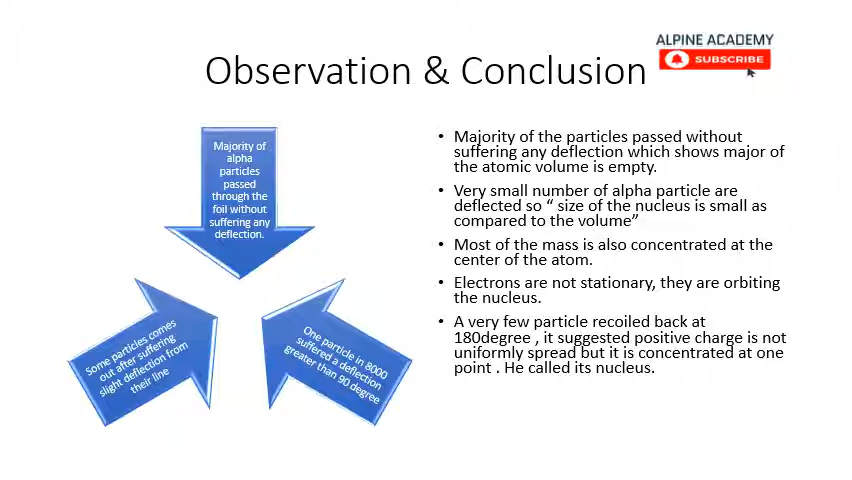 ALPINE ACADEMY
SUBSCRIBE
Observation & Conclusion
Majority of
alpha
particles
passed
through the
foil without
suffering any
deflection.
Some particles comes
out after suffering
slight deflection from
their line
One particle in 8000
suffered a deflection
greater than 90 degree
• Majority of the particles passed without
suffering any deflection which shows major of
the atomic volume is empty.
• Very small number of alpha particle are
deflected so “ size of the nucleus is small as
compared to the volume”
• Most of the mass is also concentrated at the
center of the atom.
• Electrons are not stationary, they are orbiting
the nucleus.
• A very few particle recoiled back at
180degree , it suggested positive charge is not
uniformly spread but it is concentrated at one
point . He called its nucleus.